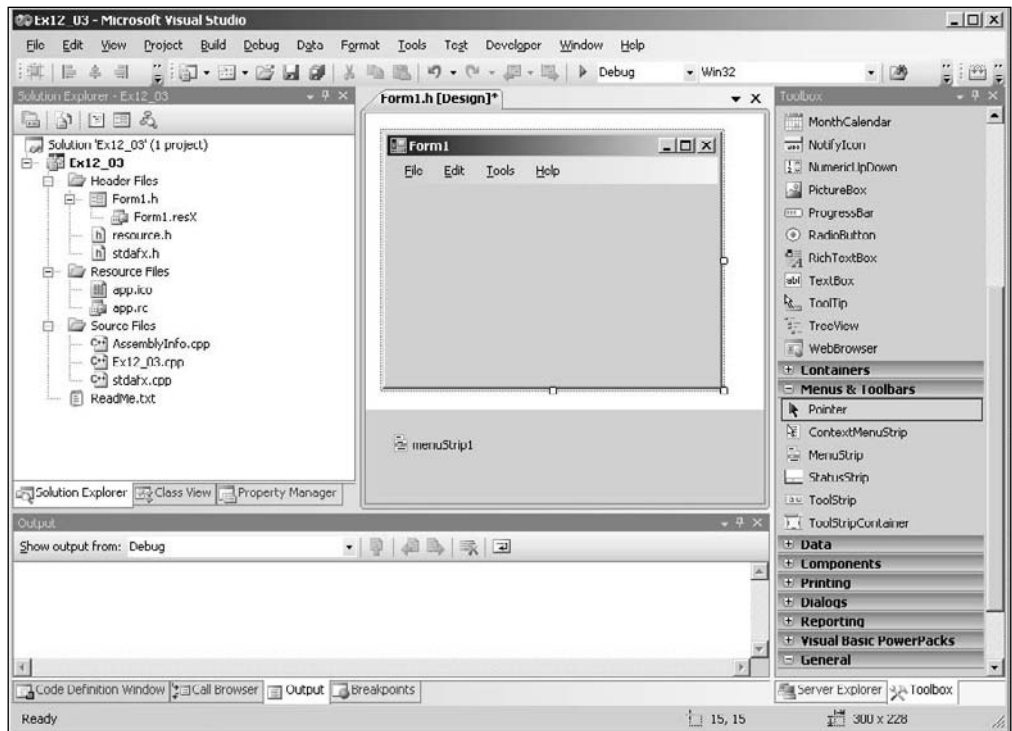 Ex12_03 - Microsoft Visual Studio
File Edit View Project Build Debug Data Format Tools Test Developer Window Help
Debug Win32
Solution Explorer - Ex12_03
Solution 'Ex12_03' (1 project)
Ex12_03
Header Files
Form1.h
Form1.resX
resource.h
stdafx.h
Resource Files
app.ico
app.rc
Source Files
AssemblyInfo.cpp
Ex12_03.cpp
stdafx.cpp
ReadMe.txt
Solution Explorer Class View Property Manager
Form1.h [Design]*
Form1
File Edit Tools Help
menuStrip1
Toolbox
MonthCalendar
NotifyIcon
NumericUpDown
PictureBox
ProgressBar
RadioButton
RichTextBox
TextBox
ToolTip
TreeView
WebBrowser
Containers
Menus & Toolbars
Pointer
ContextMenuStrip
MenuStrip
StatusStrip
ToolStrip
ToolStripContainer
Data
Components
Printing
Dialogs
Reporting
Visual Basic PowerPacks
General
Server Explorer Toolbox
Output
Show output from: Debug
Code Definition Window Call Browser Output Breakpoints
Ready 15, 15 300 x 228